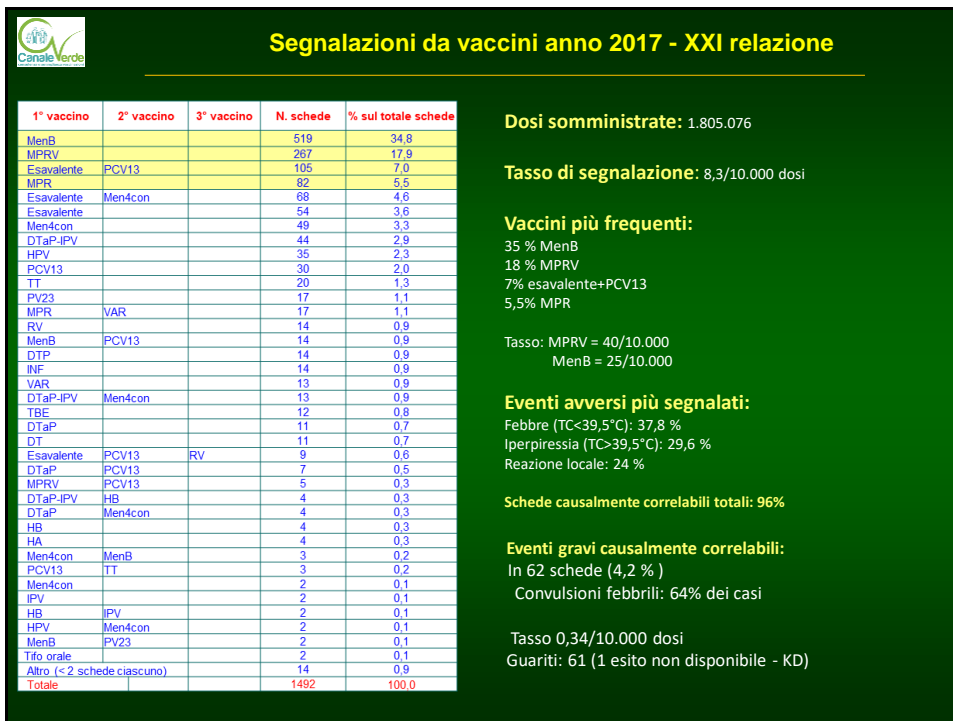 Canale Verde
Segnalazioni da vaccini anno 2017 - XXI relazione
1° vaccino 2° vaccino 3° vaccino N. schede % sul totale schede
MenB 519 34,8
MPRV 267 17,9
Esavalente PCV13 105 7,0
MPR 82 5,5
Esavalente Men4con 68 4,6
Esavalente 54 3,6
Men4con 49 3,3
DTaP-IPV 44 2,9
HPV 35 2,3
PCV13 30 2,0
TT 20 1,3
PV23 17 1,1
MPR VAR 17 1,1
RV 14 0,9
MenB PCV13 14 0,9
DTP 14 0,9
INF 14 0,9
VAR 13 0,9
DTaP-IPV Men4con 13 0,9
TBE 12 0,8
DTaP 11 0,7
DT 11 0,7
Esavalente PCV13 RV 9 0,6
DTaP PCV13 7 0,5
MPRV PCV13 5 0,3
DTaP-IPV HB 4 0,3
DTaP Men4con 4 0,3
HB 4 0,3
HA 4 0,3
Men4con MenB 3 0,2
PCV13 TT 3 0,2
Men4con 2 0,1
IPV 2 0,1
HB IPV 2 0,1
HPV Men4con 2 0,1
MenB PV23 2 0,1
Tifo orale 2 0,1
Altro (< 2 schede ciascuno) 14 0,9
Totale 1492 100,0
Dosi somministrate: 1.805.076
Tasso di segnalazione: 8,3/10.000 dosi
Vaccini più frequenti:
35 % MenB
18 % MPRV
7% esavalente+PCV13
5,5% MPR
Tasso: MPRV = 40/10.000
MenB = 25/10.000
Eventi avversi più segnalati:
Febbre (TC<39,5°C): 37,8 %
Iperpiressia (TC>39,5°C): 29,6 %
Reazione locale: 24 %
Schede causalmente correlabili totali: 96%
Eventi gravi causalmente correlabili:
In 62 schede (4,2 % )
Convulsioni febbrili: 64% dei casi
Tasso 0,34/10.000 dosi
Guariti: 61 (1 esito non disponibile - KD)